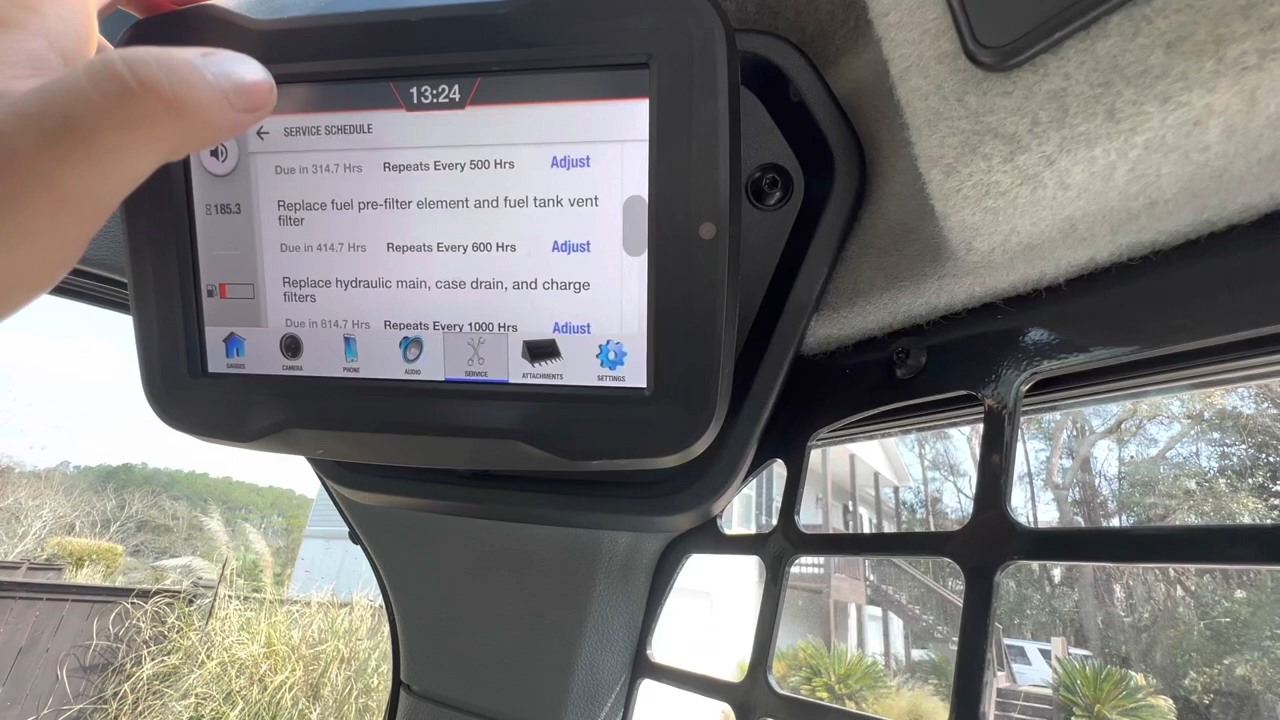 13:24
SERVICE SCHEDULE
Due in 314.7 Hrs Repeats Every 500 Hrs Adjust
185.3
Replace fuel pre-filter element and fuel tank vent
filter
Due in 414.7 Hrs Repeats Every 600 Hrs Adjust
Replace hydraulic main, case drain, and charge
filters
Due in 814.7 Hrs Repeats Every 1000 Hrs Adjust
GAUGES CAMERA PHONE AUDIO SERVICE ATTACHMENTS SETTINGS